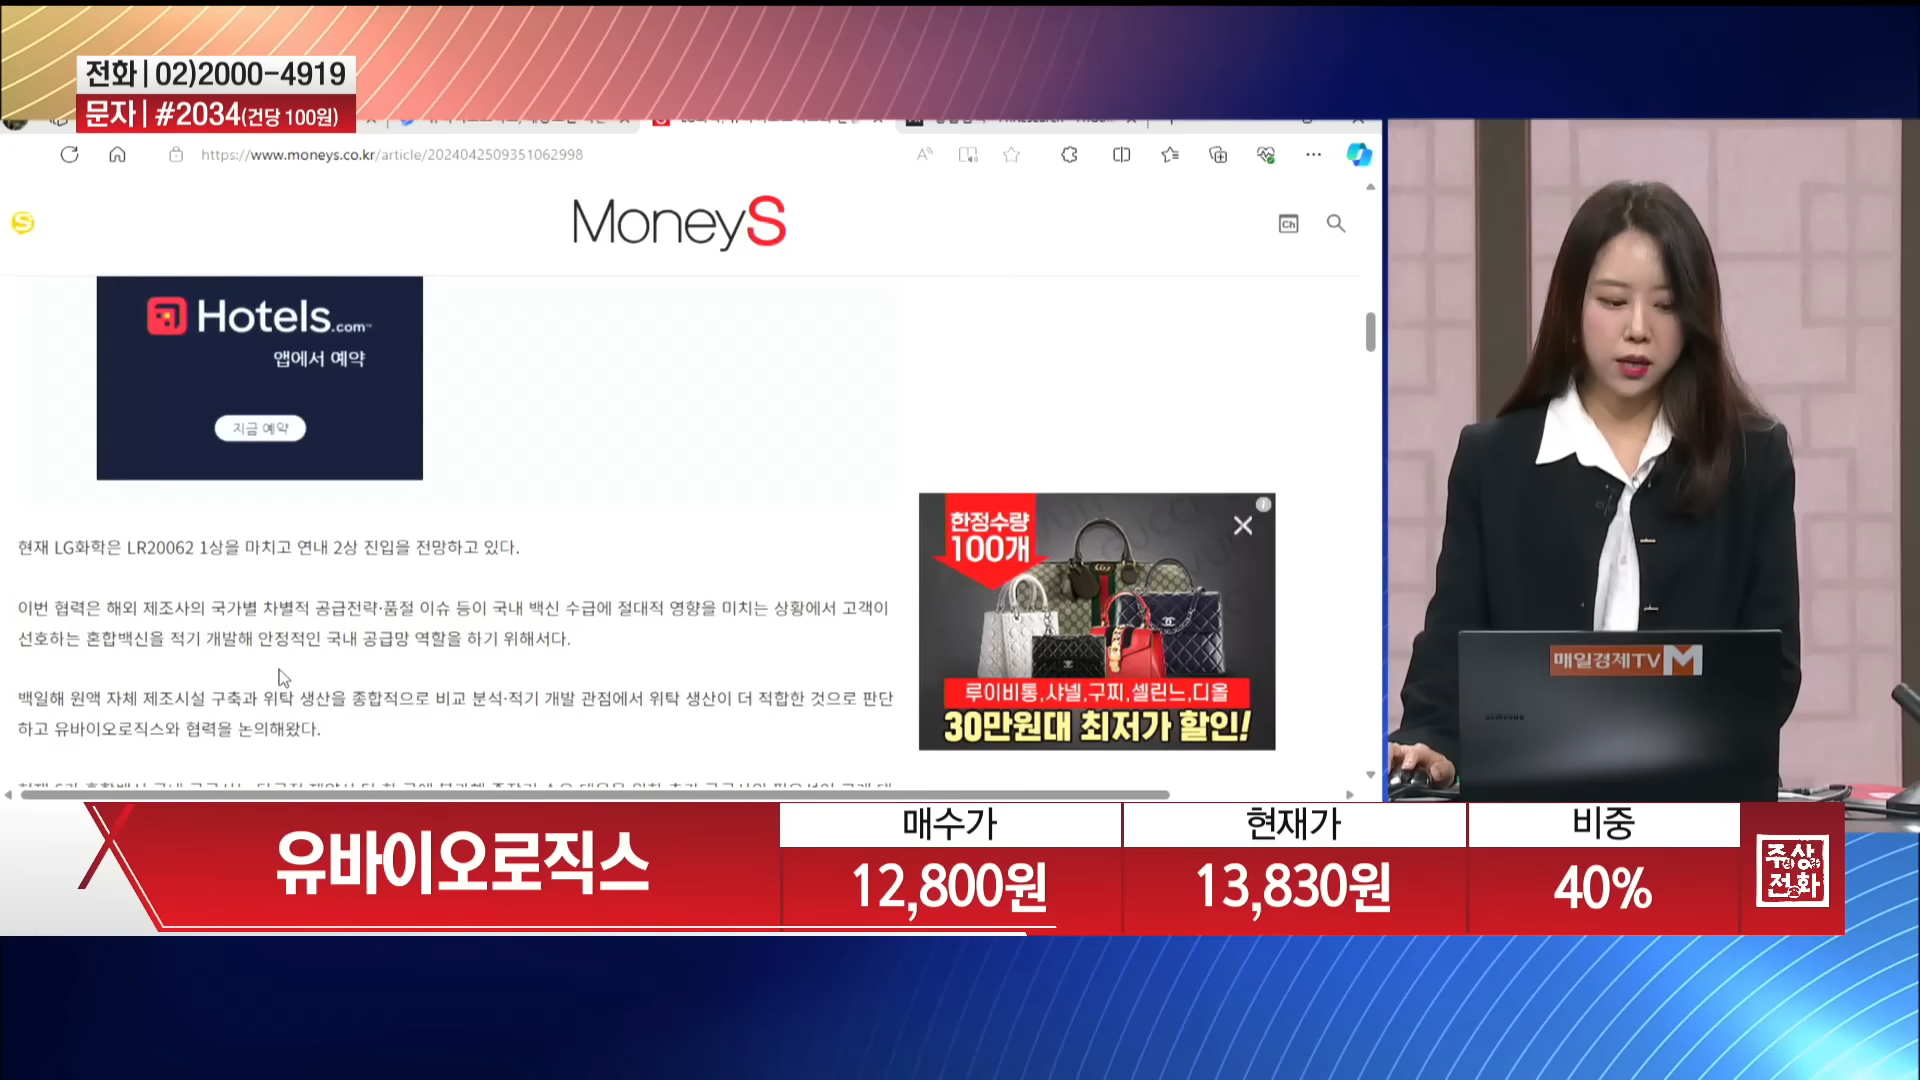 전화 | 02)2000-4919
문자 | #2034(건당 100원)
https://www.moneys.co.kr/article/2024042509351062998
MoneyS
Ch
S
Hotels.com™
앱에서 예약
지금 예약
현재 LG화학은 LR20062 1상을 마치고 연내 2상 진입을 전망하고 있다.
이번 협력은 해외 제조사의 국가별 차별적 공급전략·품절 이슈 등이 국내 백신 수급에 절대적 영향을 미치는 상황에서 고객이
선호하는 혼합백신을 적기 개발해 안정적인 국내 공급망 역할을 하기 위해서다.
백일해 원액 자체 제조시설 구축과 위탁 생산을 종합적으로 비교 분석·적기 개발 관점에서 위탁 생산이 더 적합한 것으로 판단
하고 유바이오로직스와 협력을 논의해왔다.
한정수량
100개
루이비통,샤넬,구찌,셀린느,디올
30만원대 최저가 할인!
매일경제TV M
SAMSUNG
유바이오로직스
매수가
12,800원
현재가
13,830원
비중
40%
주상
전화